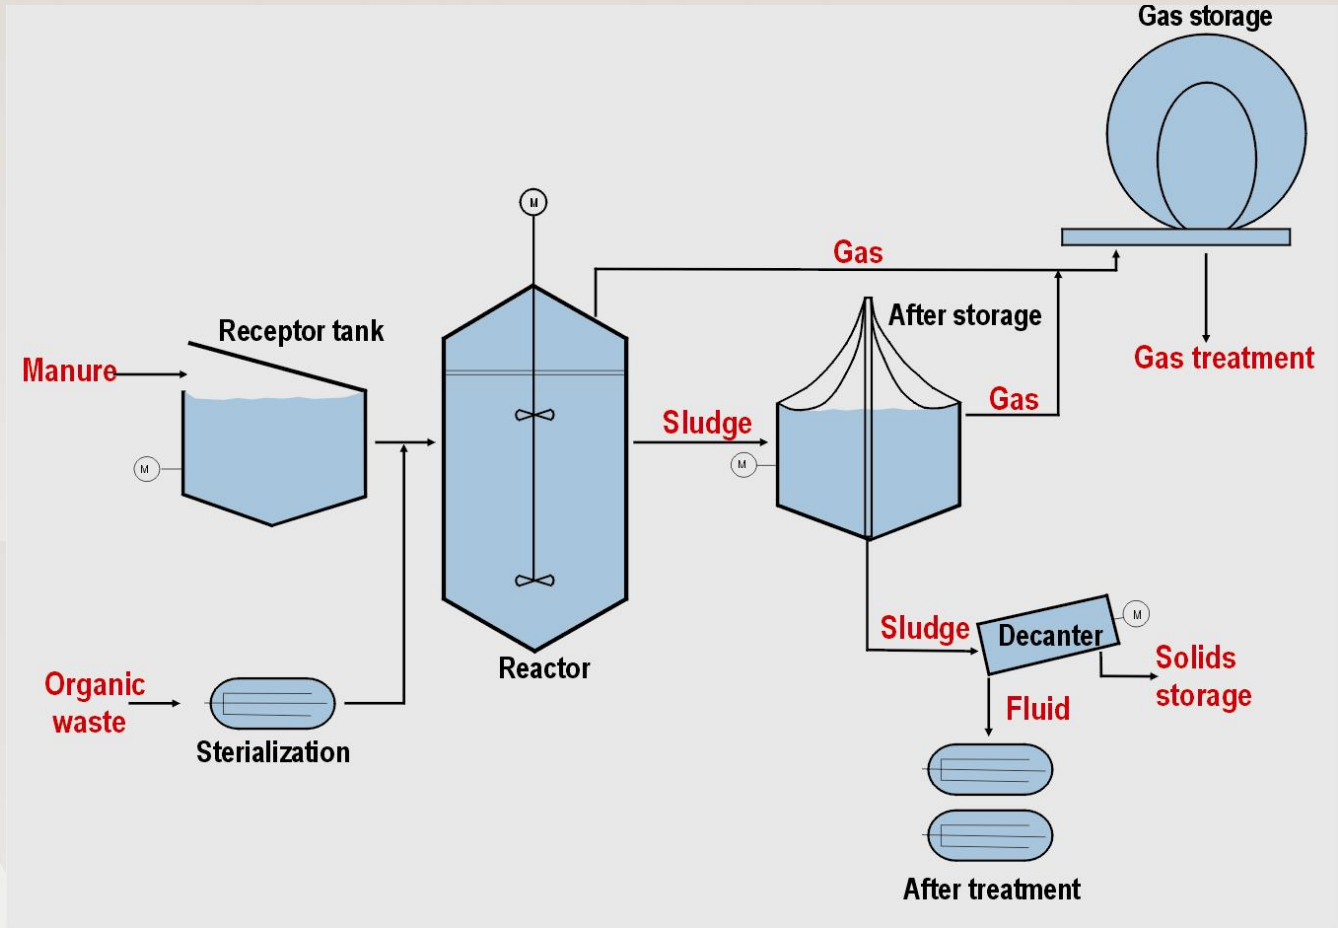 Gas storage
M
Gas
After storage
Receptor tank
Manure
Gas treatment
Gas
Sludge
M
M
Sludge
Decanter
M
Reactor
Solids
storage
Organic
waste
Fluid
Sterialization
After treatment